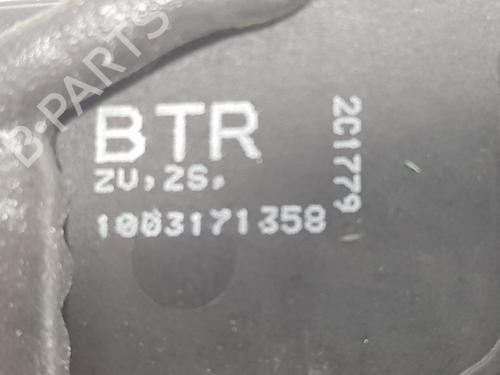 B-PARTS
BTR
ZU, ZS,
1003171358
2C1779